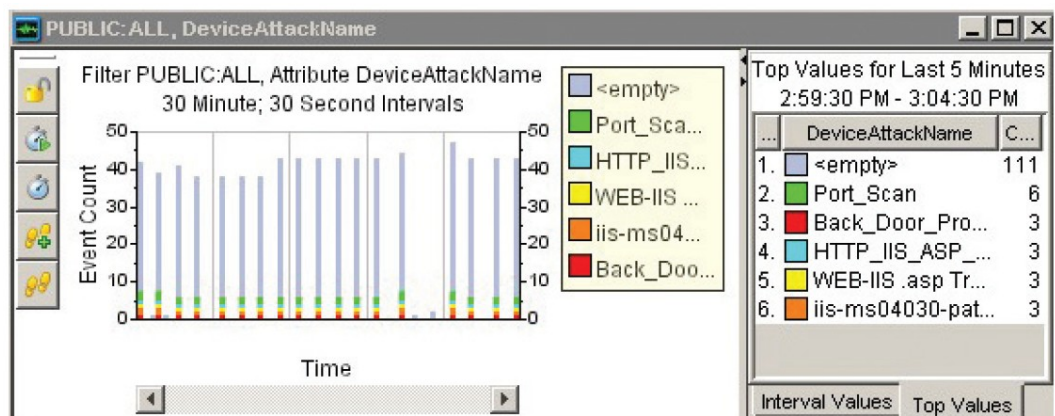 PUBLIC:ALL, DeviceAttackName
Filter PUBLIC:ALL, Attribute DeviceAttackName
30 Minute; 30 Second Intervals
Event Count
50
40
30
20
10
0
50
40
30
20
10
0
Time
<empty>
Port_Sca...
HTTP_IIS...
WEB-IIS ...
iis-ms04...
Back_Doo...
Top Values for Last 5 Minutes
2:59:30 PM - 3:04:30 PM
... DeviceAttackName C...
1. <empty> 111
2. Port_Scan 6
3. Back_Door_Pro... 3
4. HTTP_IIS_ASP_... 3
5. WEB-IIS .asp Tr... 3
6. iis-ms04030-pat... 3
Interval Values Top Values